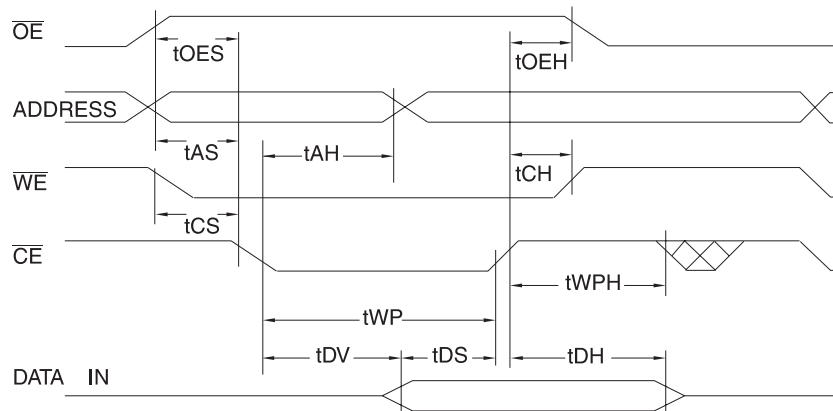 OE
tOES
tOEH
ADDRESS
tAS
tAH
tCH
WE
tCS
CE
tWPH
tWP
tDV
tDS
tDH
DATA IN